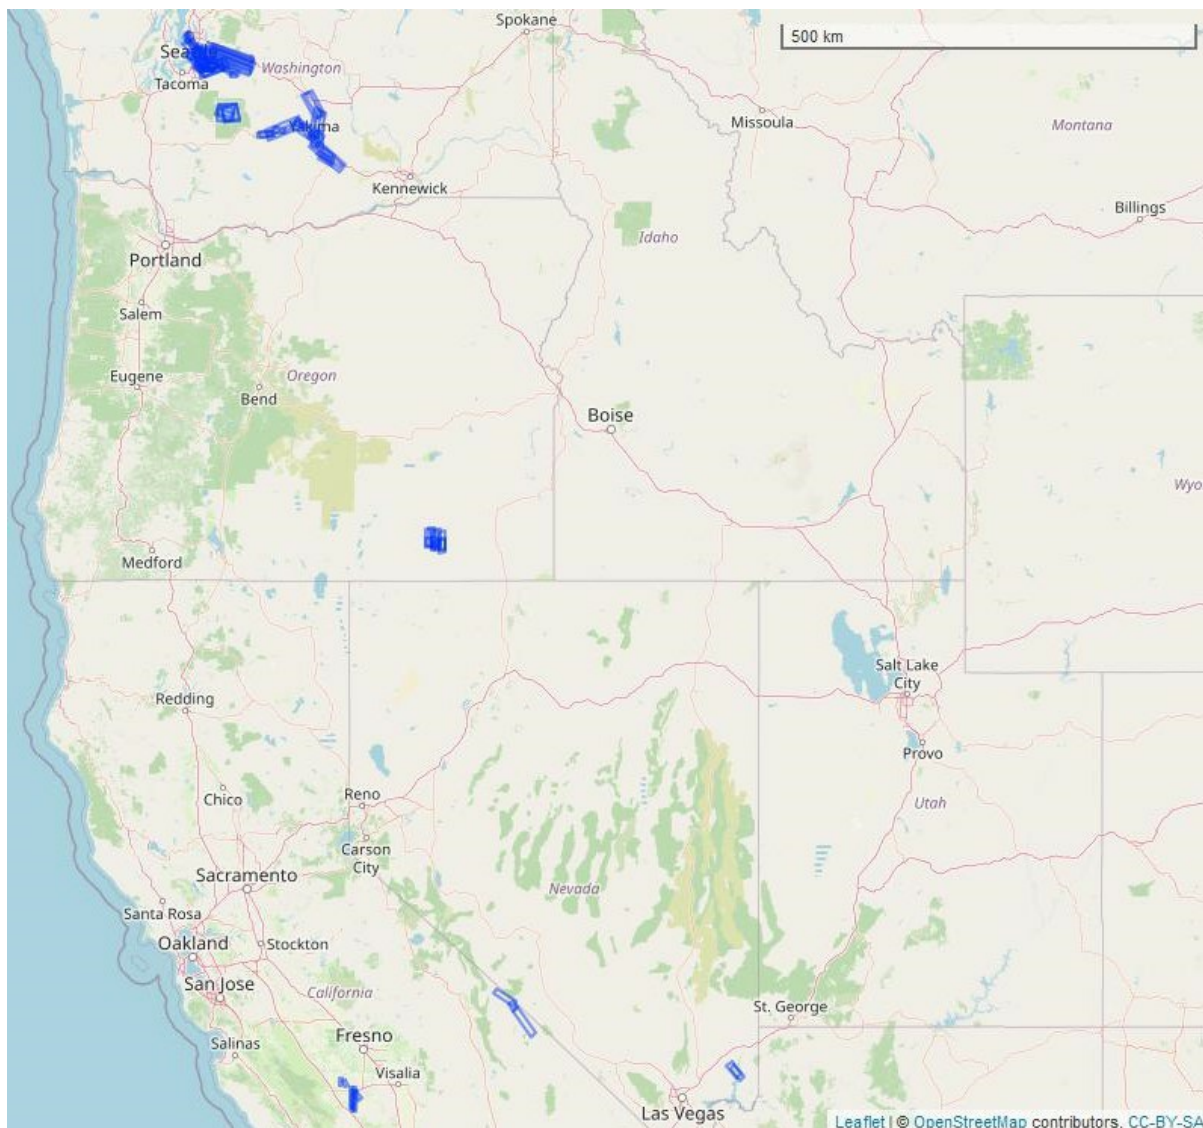 Spokane
500 km
Seattle
Washington
Tacoma
Missoula
Montana
Yakima
Kennewick
Billings
Idaho
Portland
Salem
Eugene
Oregon
Bend
Boise
Wyo
Medford
Salt Lake
City
Redding
Provo
Chico
Reno
Utah
Carson
City
Sacramento
Nevada
Santa Rosa
Oakland
Stockton
San Jose
California
St. George
Fresno
Salinas
Visalia
Las Vegas
Leaflet | © OpenStreetMap contributors, CC-BY-SA